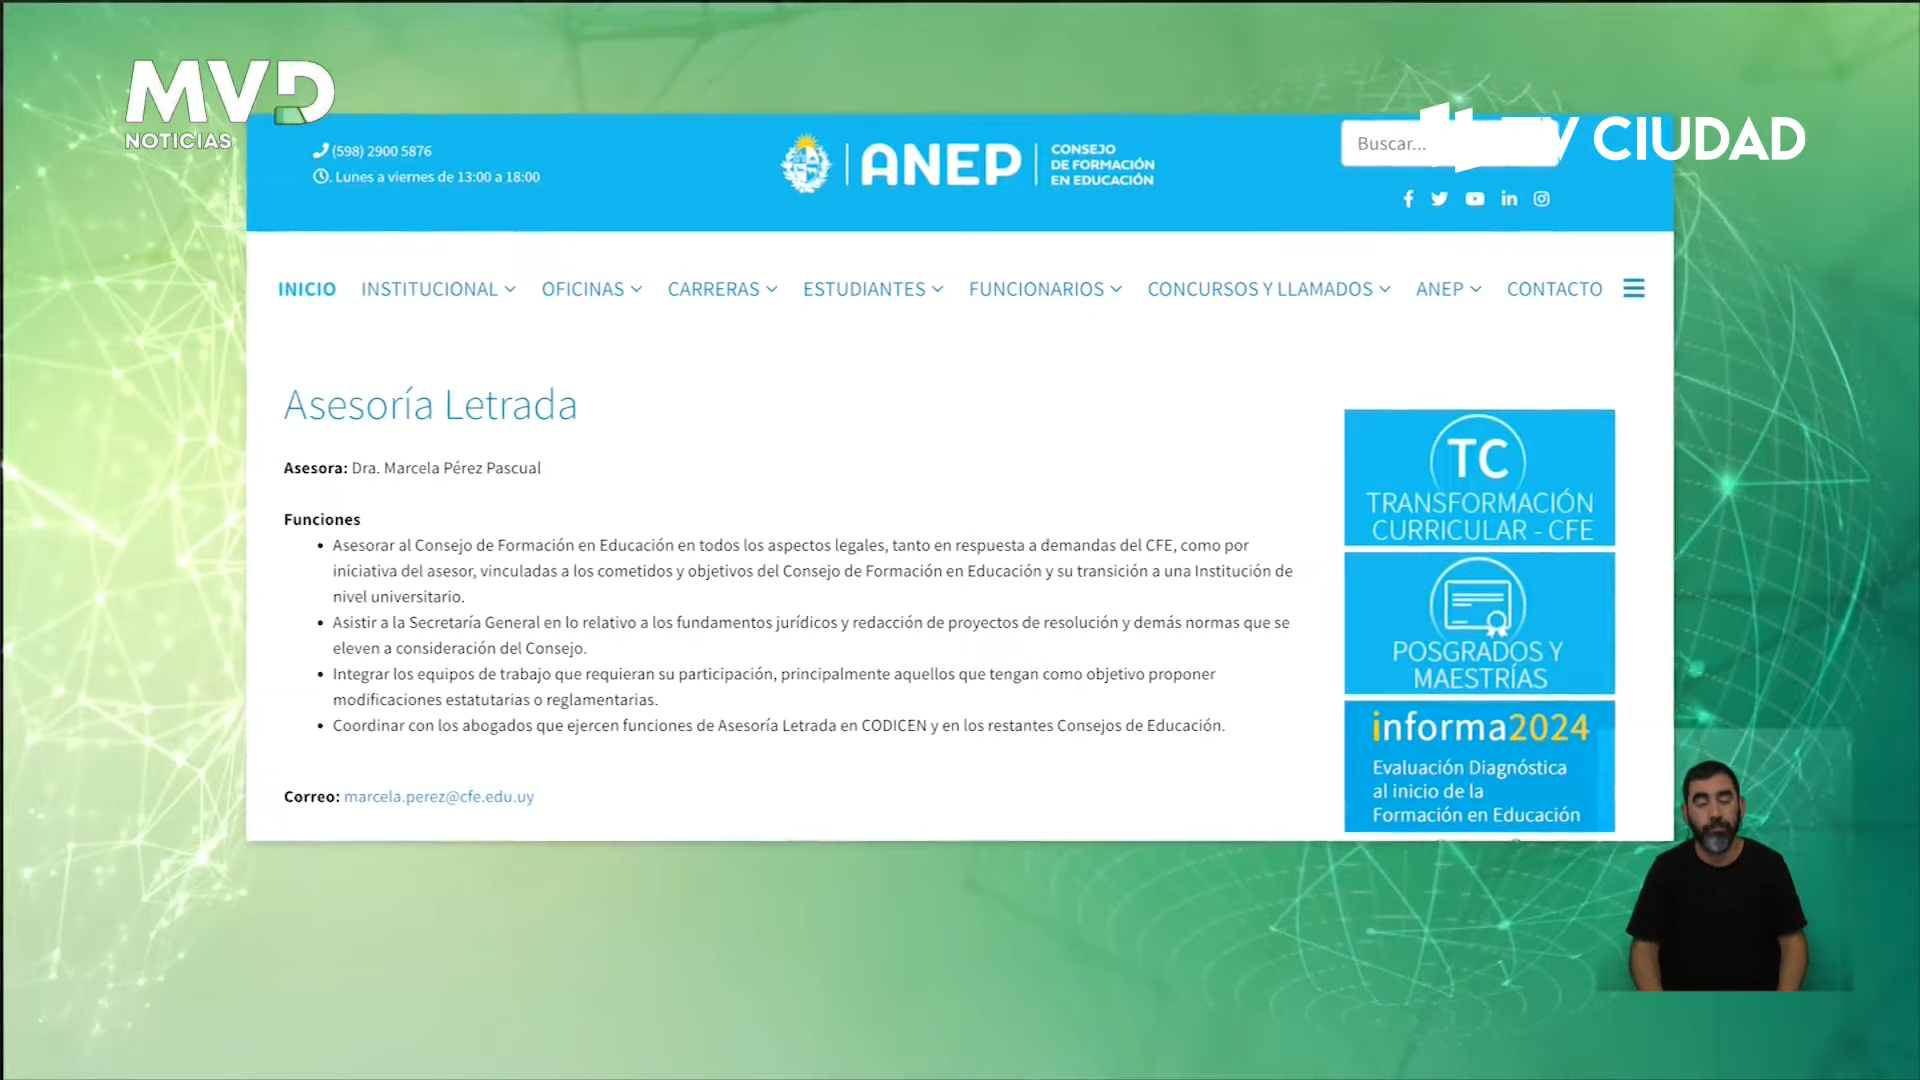 MVD
NOTICIAS
(598) 2900 5876
. Lunes a viernes de 13:00 a 18:00
ANEP
CONSEJO
DE FORMACIÓN
EN EDUCACIÓN
Buscar...
TV CIUDAD
INICIO INSTITUCIONAL OFICINAS CARRERAS ESTUDIANTES FUNCIONARIOS CONCURSOS Y LLAMADOS ANEP CONTACTO
Asesoría Letrada
Asesora: Dra. Marcela Pérez Pascual
Funciones
• Asesorar al Consejo de Formación en Educación en todos los aspectos legales, tanto en respuesta a demandas del CFE, como por
iniciativa del asesor, vinculadas a los cometidos y objetivos del Consejo de Formación en Educación y su transición a una Institución de
nivel universitario.
• Asistir a la Secretaría General en lo relativo a los fundamentos jurídicos y redacción de proyectos de resolución y demás normas que se
eleven a consideración del Consejo.
• Integrar los equipos de trabajo que requieran su participación, principalmente aquellos que tengan como objetivo proponer
modificaciones estatutarias o reglamentarias.
• Coordinar con los abogados que ejercen funciones de Asesoría Letrada en CODICEN y en los restantes Consejos de Educación.
Correo: marcela.perez@cfe.edu.uy
TC
TRANSFORMACIÓN
CURRICULAR - CFE
POSGRADOS Y
MAESTRÍAS
informa2024
Evaluación Diagnóstica
al inicio de la
Formación en Educación